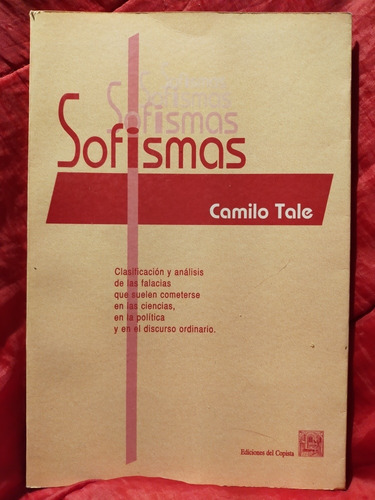 Sofismas
Sofismas
Sofismas
Camilo Tale
Clasificación y análisis
de las falacias
que suelen cometerse
en las ciencias,
en la política
y en el discurso ordinario.
Ediciones del Copista